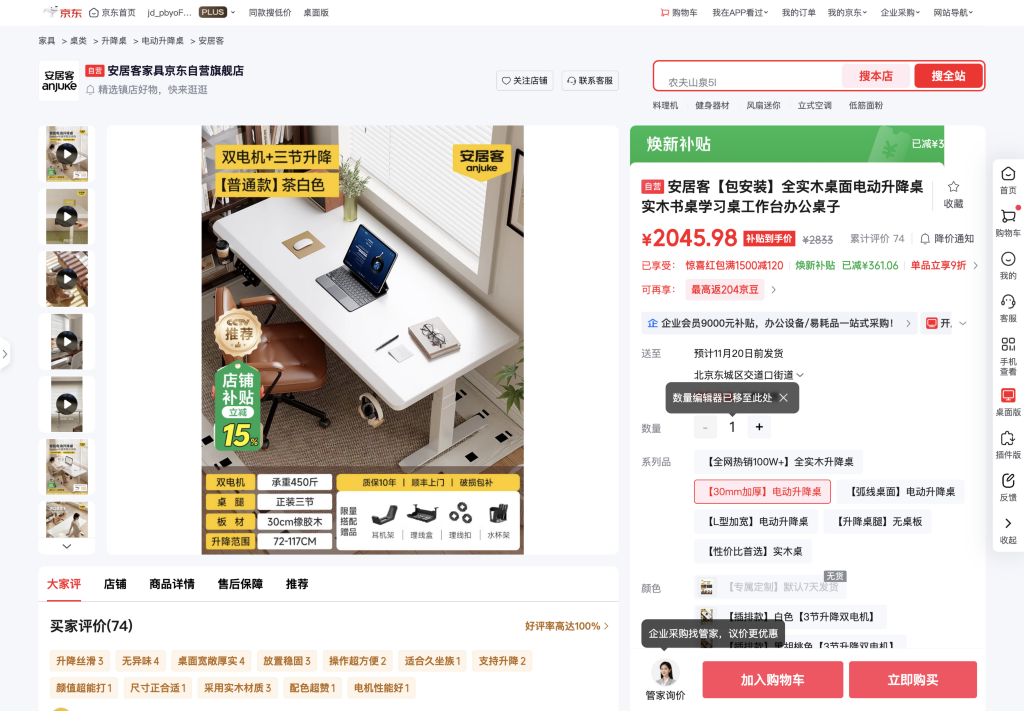 京东 京东首页 jd_pbyoF... PLUS 同款搜低价 桌面版 购物车 我在APP看过 我的订单 我的京东 企业采购 网站导航
家具 > 桌类 > 升降桌 > 电动升降桌 > 安居客
安居客 anjuke
自营 安居客家具京东自营旗舰店
精选镇店好物，快来逛逛
关注店铺 联系客服
农夫山泉5l 搜本店 搜全站
料理机 健身器材 风扇迷你 立式空调 低筋面粉
双电机+三节升降
【普通款】茶白色
安居客
anjuke
CCTV
推荐
店铺
补贴
立减
15%
双电机 承重450斤
桌 腿 正装三节
板 材 30cm橡胶木
升降范围 72-117CM
质保10年 | 顺丰上门 | 破损包补
限量
搭配
赠品
耳机架 理线盒 理线扣 水杯架
大家评 店铺 商品详情 售后保障 推荐
买家评价(74)
好评率高达100% >
升降丝滑 3 无异味 4 桌面宽敞厚实 4 放置稳固 3 操作超方便 2 适合久坐族 1 支持升降 2
颜值超能打 1 尺寸正合适 1 采用实木材质 3 配色超赞 1 电机性能好 1
焕新补贴
已减¥3
自营 安居客【包安装】全实木桌面电动升降桌
实木书桌学习桌工作台办公桌子
收藏
¥2045.98 补贴到手价 ¥2833 累计评价 74 降价通知
已享受： 惊喜红包满1500减120 焕新补贴 已减¥361.06 单品立享9折 >
可再享： 最高返204京豆 >
企业会员9000元补贴，办公设备/易耗品一站式采购！ > 开.
送至 预计11月20日前发货
北京东城区交道口街道
数量编辑器已移至此处 ×
数量 - 1 +
系列品 【全网热销100W+】全实木升降桌
【30mm加厚】电动升降桌 【弧线桌面】电动升降桌
【L型加宽】电动升降桌 【升降桌腿】无桌板
【性价比首选】实木桌
颜色 【专属定制】默认7天发货 无货
【插排款】白色【3节升降双电机】
【插排款】黑胡桃色【3节升降双电机】
企业采购找管家，议价更优惠
管家询价
加入购物车 立即购买
首页
购物车
我的
客服
手机
查看
桌面版
插件版
反馈
收起